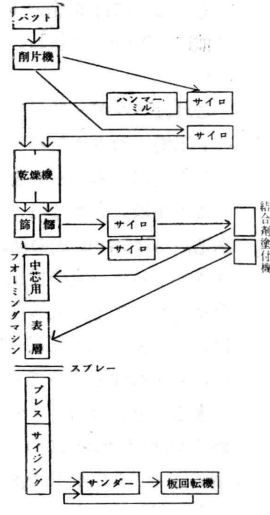 バット
削片機
ハンマー
ミル
サイロ
サイロ
乾燥機
篩
篩
サイロ
サイロ
結合剤塗付機
フオーミングマシン
中芯用
表層
スプレー
プレス
サイジング
サンダー
板回転機